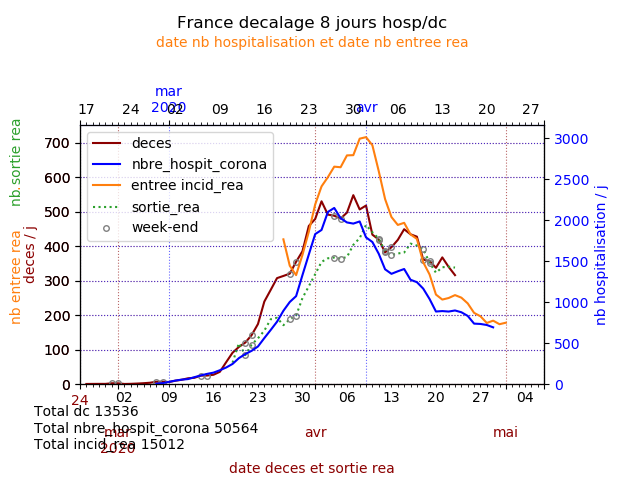 France decalage 8 jours hosp/dc
date nb hospitalisation et date nb entree rea
mar
2020
avr
17 24 02 09 16 23 30 06 13 20 27
deces
nbre_hospit_corona
entree incid_rea
sortie_rea
week-end
700
600
500
400
300
200
100
0
3000
2500
2000
1500
1000
500
0
nb sortie rea
nb entree rea
deces / j
nb hospitalisation / j
24 02 09 16 23 30 06 13 20 27 04
Total dc 13536
Total nbre_hospit_corona 50564
Total incid_rea 15012
mar
2020
avr
mai
date deces et sortie rea